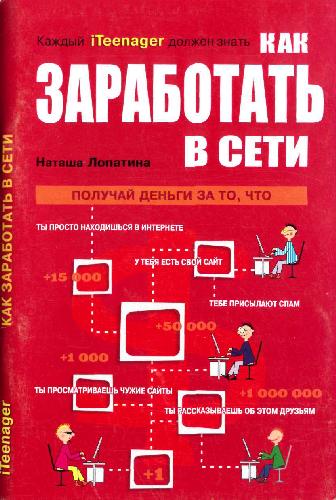 Каждый iTeenager должен знать КАК
ЗАРАБОТАТЬ
В СЕТИ
Наташа Лопатина
ПОЛУЧАЙ ДЕНЬГИ ЗА ТО, ЧТО
ТЫ ПРОСТО НАХОДИШЬСЯ В ИНТЕРНЕТЕ
У ТЕБЯ ЕСТЬ СВОЙ САЙТ
+15 000
ТЕБЕ ПРИСЫЛАЮТ СПАМ
+50 000
+1 000
ТЫ ПРОСМАТРИВАЕШЬ ЧУЖИЕ САЙТЫ
+1 000 000
ТЫ РАССКАЗЫВАЕШЬ ОБ ЭТОМ ДРУЗЬЯМ
+1
iTeenager КАК ЗАРАБОТАТЬ В СЕТИ